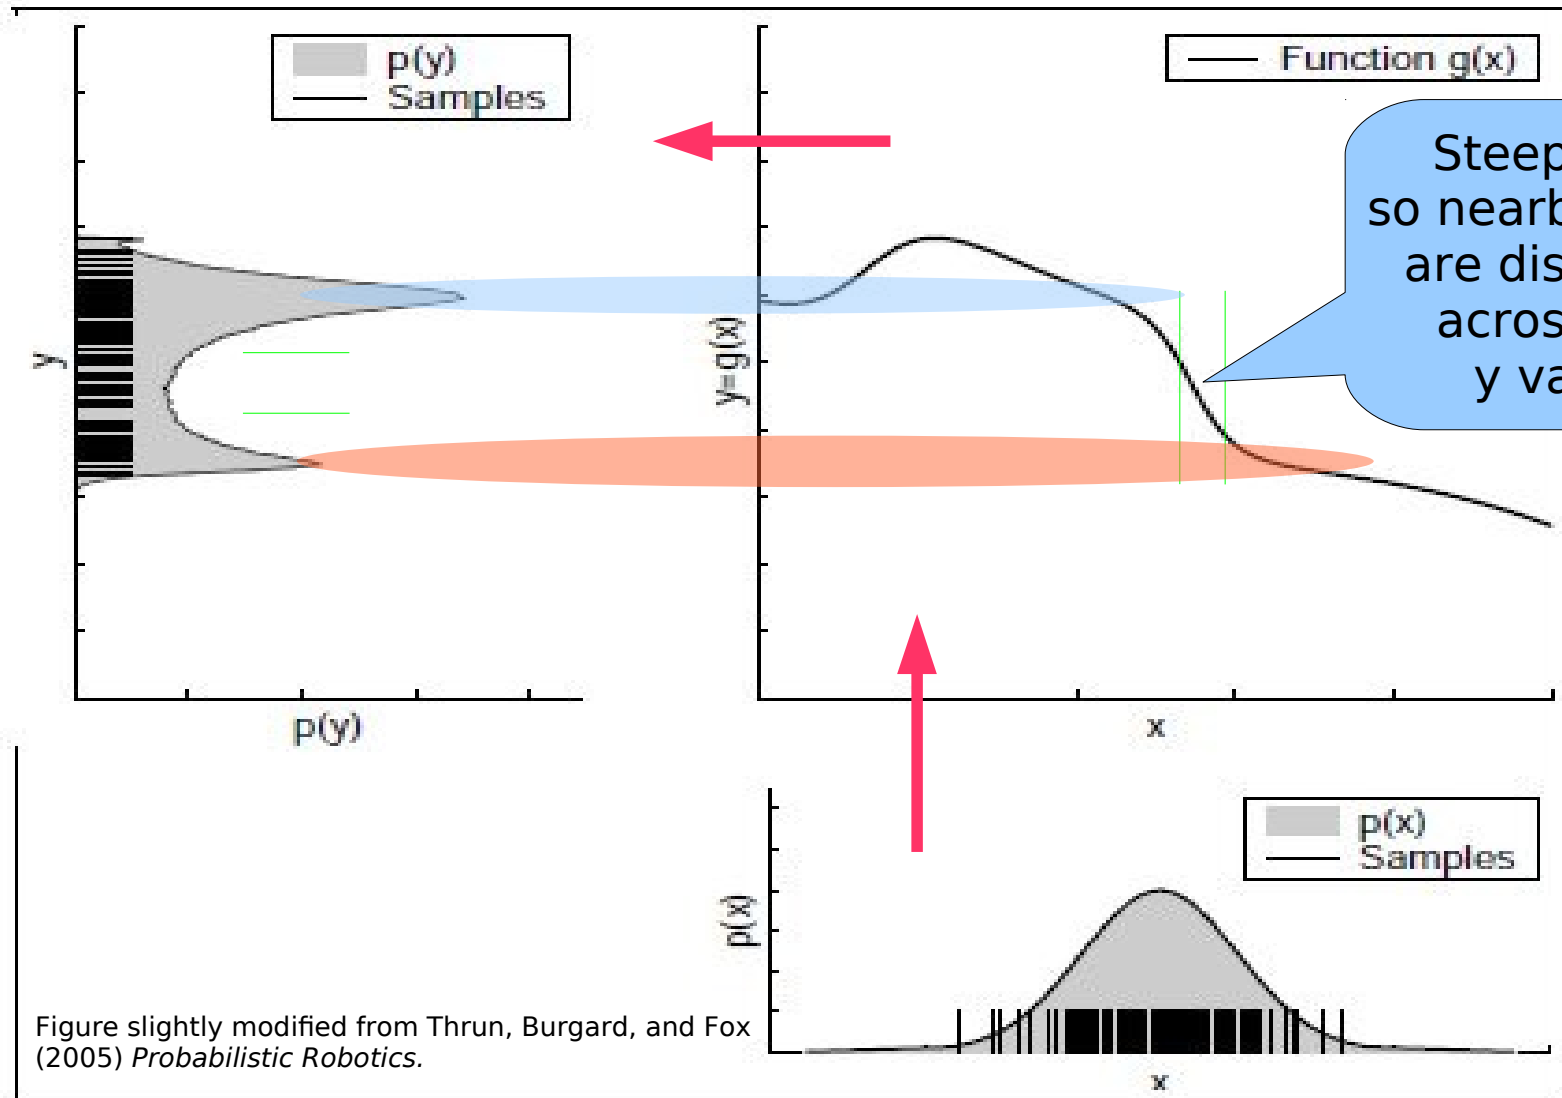 p(y)
Samples
Function g(x)
Steep
so nearb
are dis
acros
y va
y
y=g(x)
p(y)
x
p(x)
Samples
p(x)
x
Figure slightly modified from Thrun, Burgard, and Fox
(2005) Probabilistic Robotics.